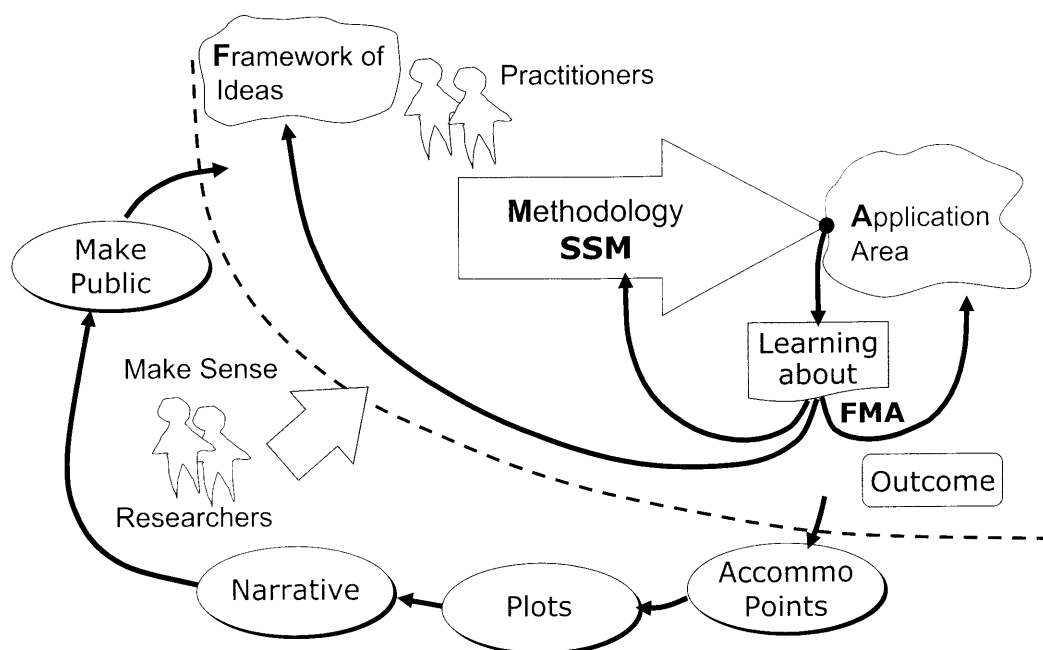 Framework of
Ideas
Practitioners
Methodology
SSM
Application
Area
Make
Public
Learning
about
FMA
Make Sense
Researchers
Outcome
Accommo
Points
Plots
Narrative